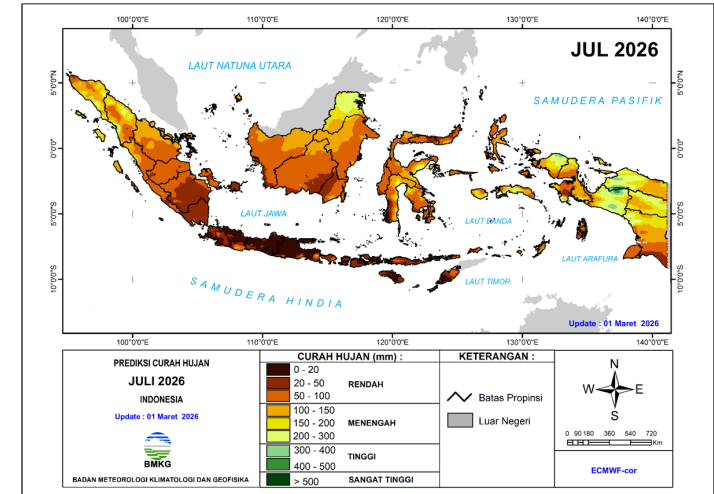 100°0'0"E 110°0'0"E 120°0'0"E 130°0'0"E 140°0'0"E
JUL 2026
LAUT NATUNA UTARA
SAMUDERA PASIFIK
5°0'0"N 5°0'0"N
0°0'0" 0°0'0"
5°0'0"S 5°0'0"S
10°0'0"S 10°0'0"S
LAUT JAWA
LAUT BANDA
LAUT ARAFURA
LAUT TIMOR
SAMUDERA HINDIA
Update : 01 Maret 2026
100°0'0"E 110°0'0"E 120°0'0"E 130°0'0"E 140°0'0"E
PREDIKSI CURAH HUJAN
JULI 2026
INDONESIA
Update : 01 Maret 2026
BMKG
BADAN METEOROLOGI KLIMATOLOGI DAN GEOFISIKA
CURAH HUJAN (mm) :
0 - 20
20 - 50 RENDAH
50 - 100
100 - 150
150 - 200 MENENGAH
200 - 300
300 - 400
TINGGI
400 - 500
> 500 SANGAT TINGGI
KETERANGAN :
Batas Propinsi
Luar Negeri
N
W E
S
0 90 180 360 540 720
Km
ECMWF-cor